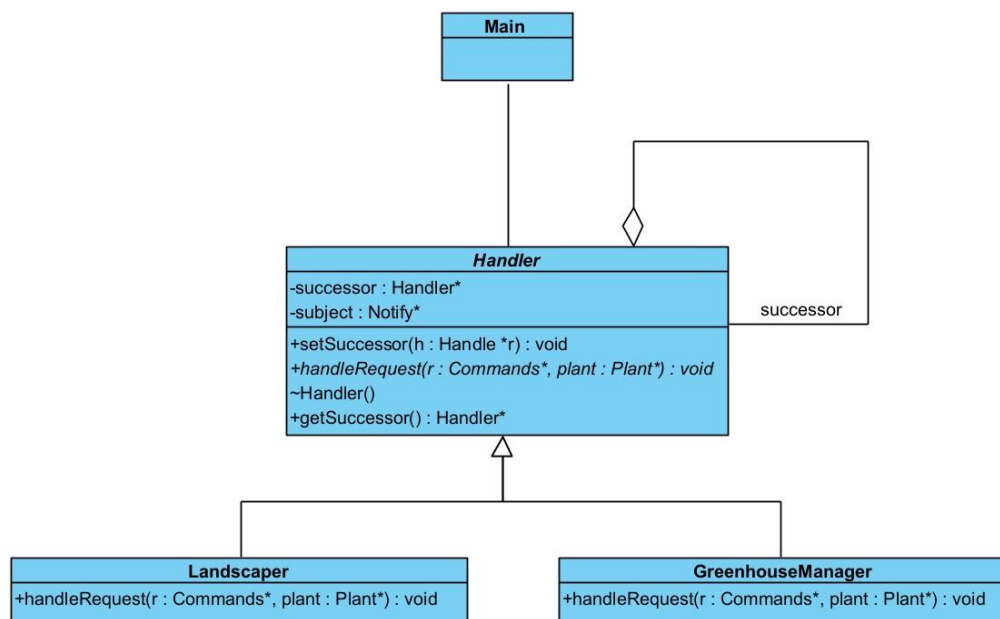 Main
Handler
-successor : Handler*
-subject : Notify*
successor
+setSuccessor(h : Handle *r) : void
+handleRequest(r : Commands*, plant : Plant*) : void
~Handler()
+getSuccessor() : Handler*
Landscaper
+handleRequest(r : Commands*, plant : Plant*) : void
GreenhouseManager
+handleRequest(r : Commands*, plant : Plant*) : void